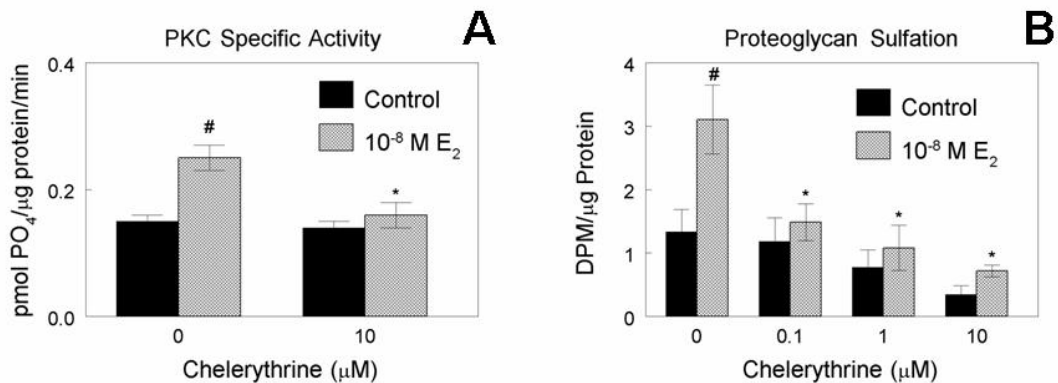 PKC Specific Activity
A
pmol PO4/μg protein/min
0.4
0.2
0.0
Control
10⁻⁸ M E₂
#
*
0
10
Chelerythrine (μM)
Proteoglycan Sulfation
B
DPM/μg Protein
4
3
2
1
0
Control
10⁻⁸ M E₂
#
*
*
*
0
0.1
1
10
Chelerythrine (μM)